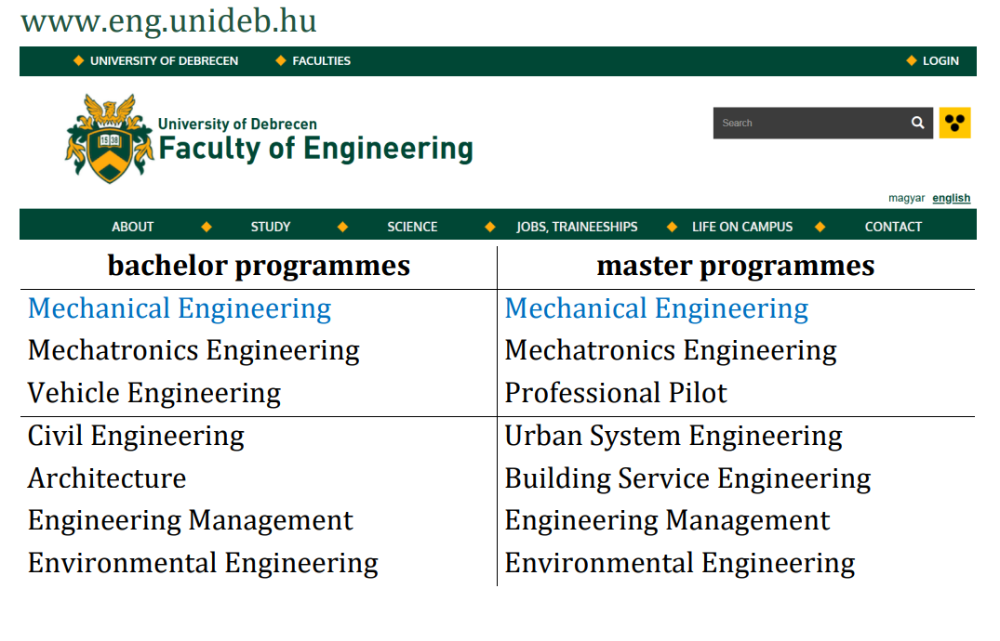 www.eng.unideb.hu
UNIVERSITY OF DEBRECEN FACULTIES LOGIN
15 38
University of Debrecen
Faculty of Engineering
Search
magyar english
ABOUT STUDY SCIENCE JOBS, TRAINEESHIPS LIFE ON CAMPUS CONTACT
bachelor programmes master programmes
Mechanical Engineering Mechanical Engineering
Mechatronics Engineering Mechatronics Engineering
Vehicle Engineering Professional Pilot
Civil Engineering Urban System Engineering
Architecture Building Service Engineering
Engineering Management Engineering Management
Environmental Engineering Environmental Engineering